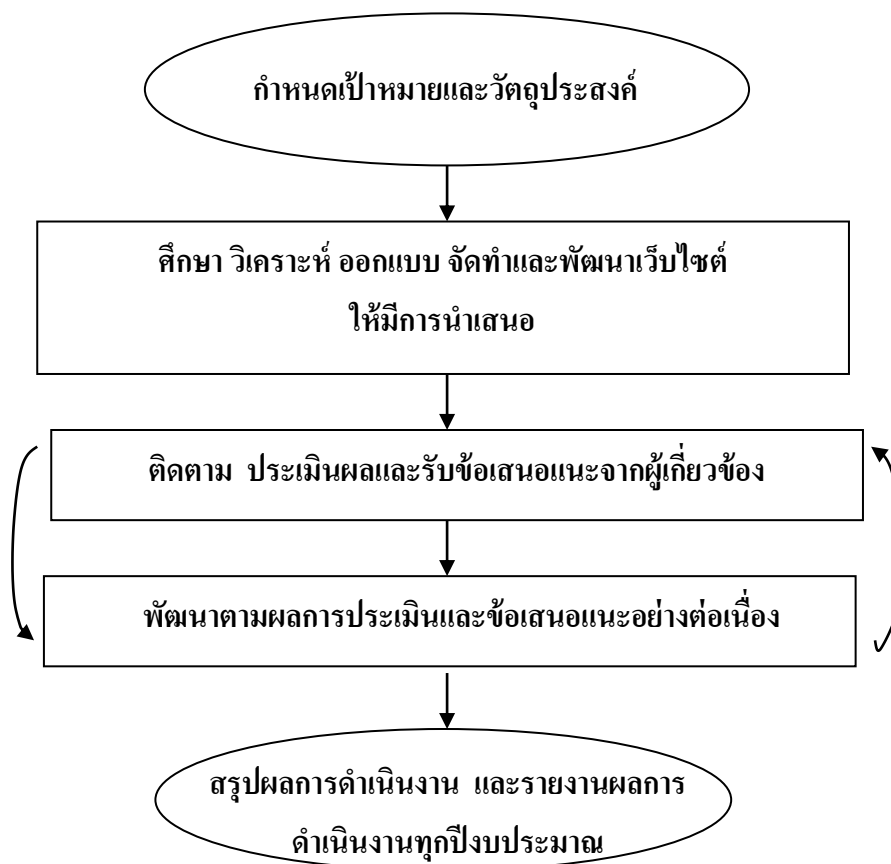 กำหนดเป้าหมายและวัตถุประสงค์
ศึกษา วิเคราะห์ ออกแบบ จัดทำและพัฒนาเว็บไซต์
ให้มีการนำเสนอ
ติดตาม ประเมินผลและรับข้อเสนอแนะจากผู้เกี่ยวข้อง
พัฒนาตามผลการประเมินและข้อเสนอแนะอย่างต่อเนื่อง
สรุปผลการดำเนินงาน และรายงานผลการ
ดำเนินงานทุกปีงบประมาณ